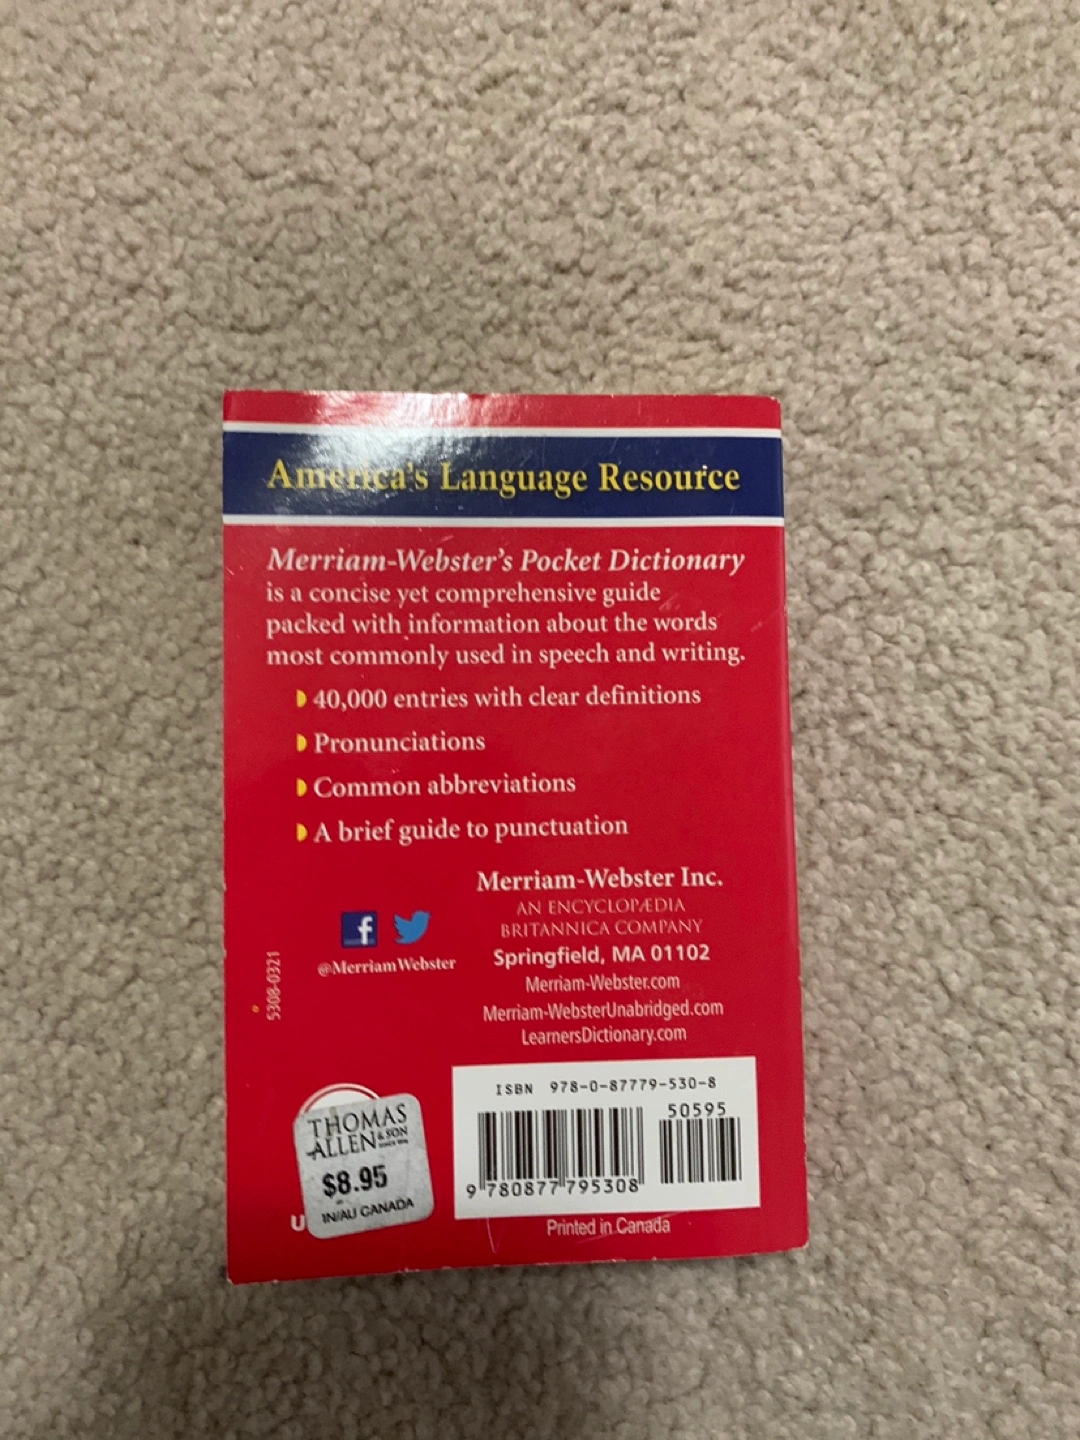 America's Language Resource
Merriam-Webster's Pocket Dictionary
is a concise yet comprehensive guide
packed with information about the words
most commonly used in speech and writing.
40,000 entries with clear definitions
Pronunciations
Common abbreviations
A brief guide to punctuation
Merriam-Webster Inc.
AN ENCYCLOPÆDIA
BRITANNICA COMPANY
Springfield, MA 01102
Merriam-Webster.com
Merriam-WebsterUnabridged.com
LearnersDictionary.com
f
@MerriamWebster
5308-0321
THOMAS
ALLEN & SON
$8.95
IN/AU CANADA
U
ISBN 978-0-87779-530-8
50595
9 780877 795308
Printed in Canada